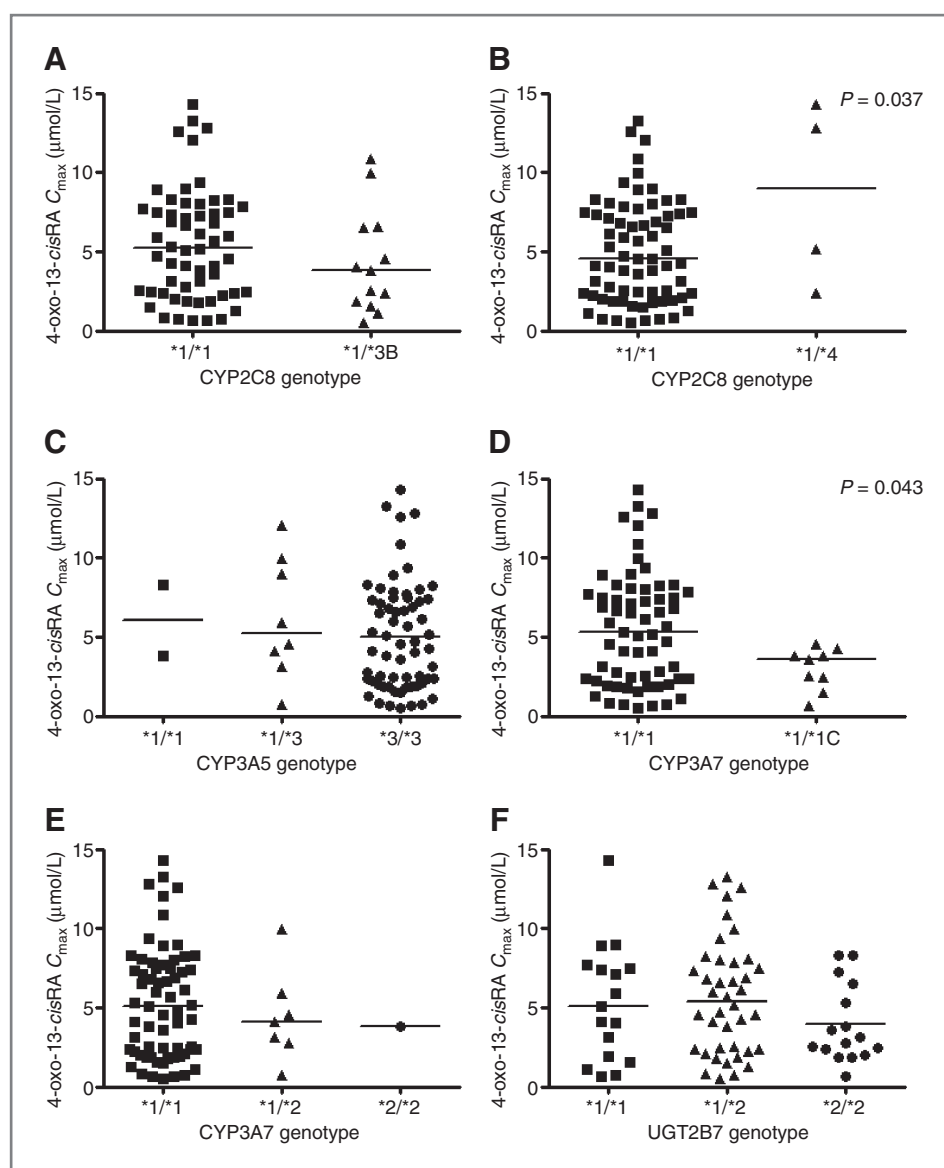 A
4-oxo-13-cisRA Cmax (μmol/L)
15
10
5
0
*1/*1
*1/*3B
CYP2C8 genotype
B
4-oxo-13-cisRA Cmax (μmol/L)
15
10
5
0
P = 0.037
*1/*1
*1/*4
CYP2C8 genotype
C
4-oxo-13-cisRA Cmax (μmol/L)
15
10
5
0
*1/*1
*1/*3
*3/*3
CYP3A5 genotype
D
4-oxo-13-cisRA Cmax (μmol/L)
15
10
5
0
P = 0.043
*1/*1
*1/*1C
CYP3A7 genotype
E
4-oxo-13-cisRA Cmax (μmol/L)
15
10
5
0
*1/*1
*1/*2
*2/*2
CYP3A7 genotype
F
4-oxo-13-cisRA Cmax (μmol/L)
15
10
5
0
*1/*1
*1/*2
*2/*2
UGT2B7 genotype